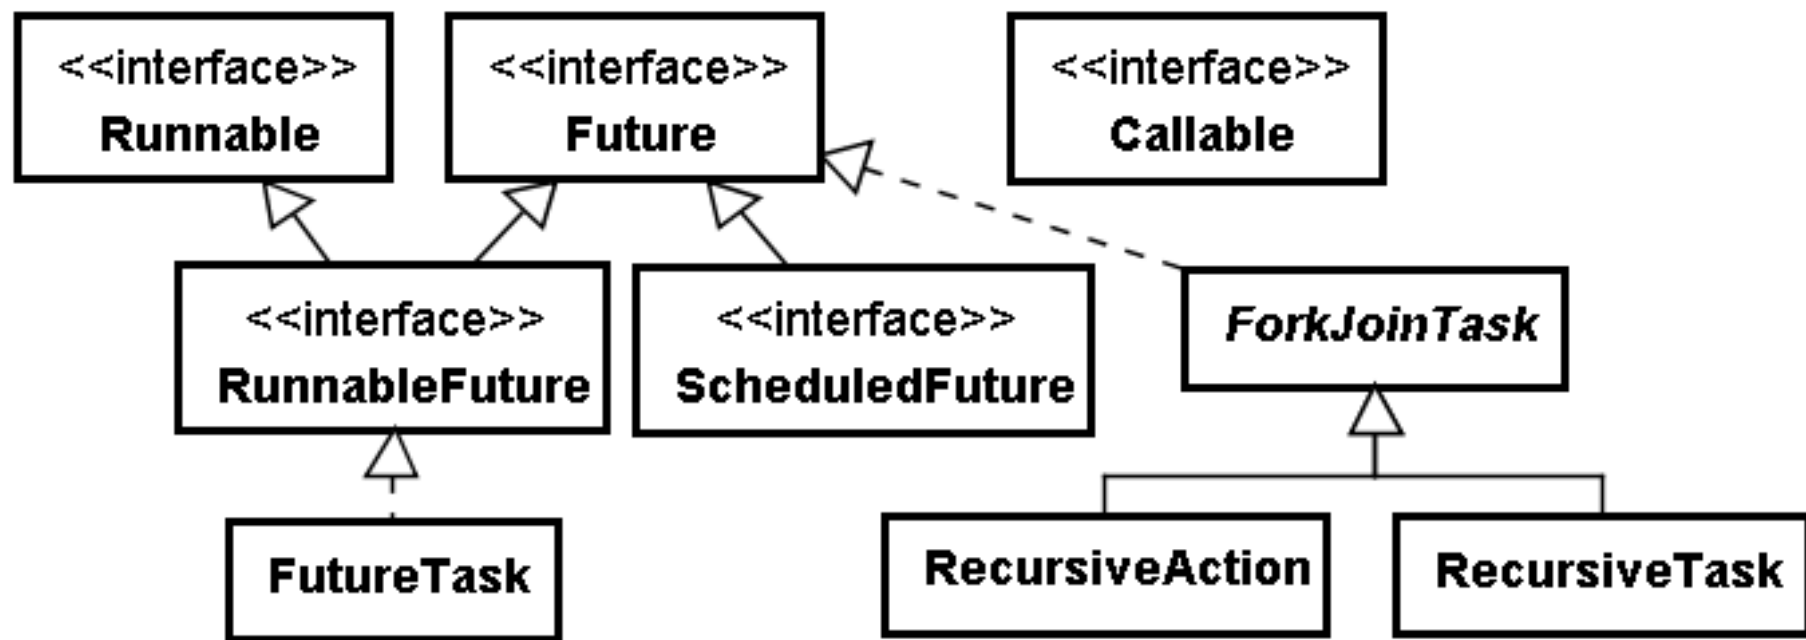 <<interface>>
Runnable
<<interface>>
Future
<<interface>>
Callable
<<interface>>
RunnableFuture
<<interface>>
ScheduledFuture
ForkJoinTask
FutureTask
RecursiveAction
RecursiveTask